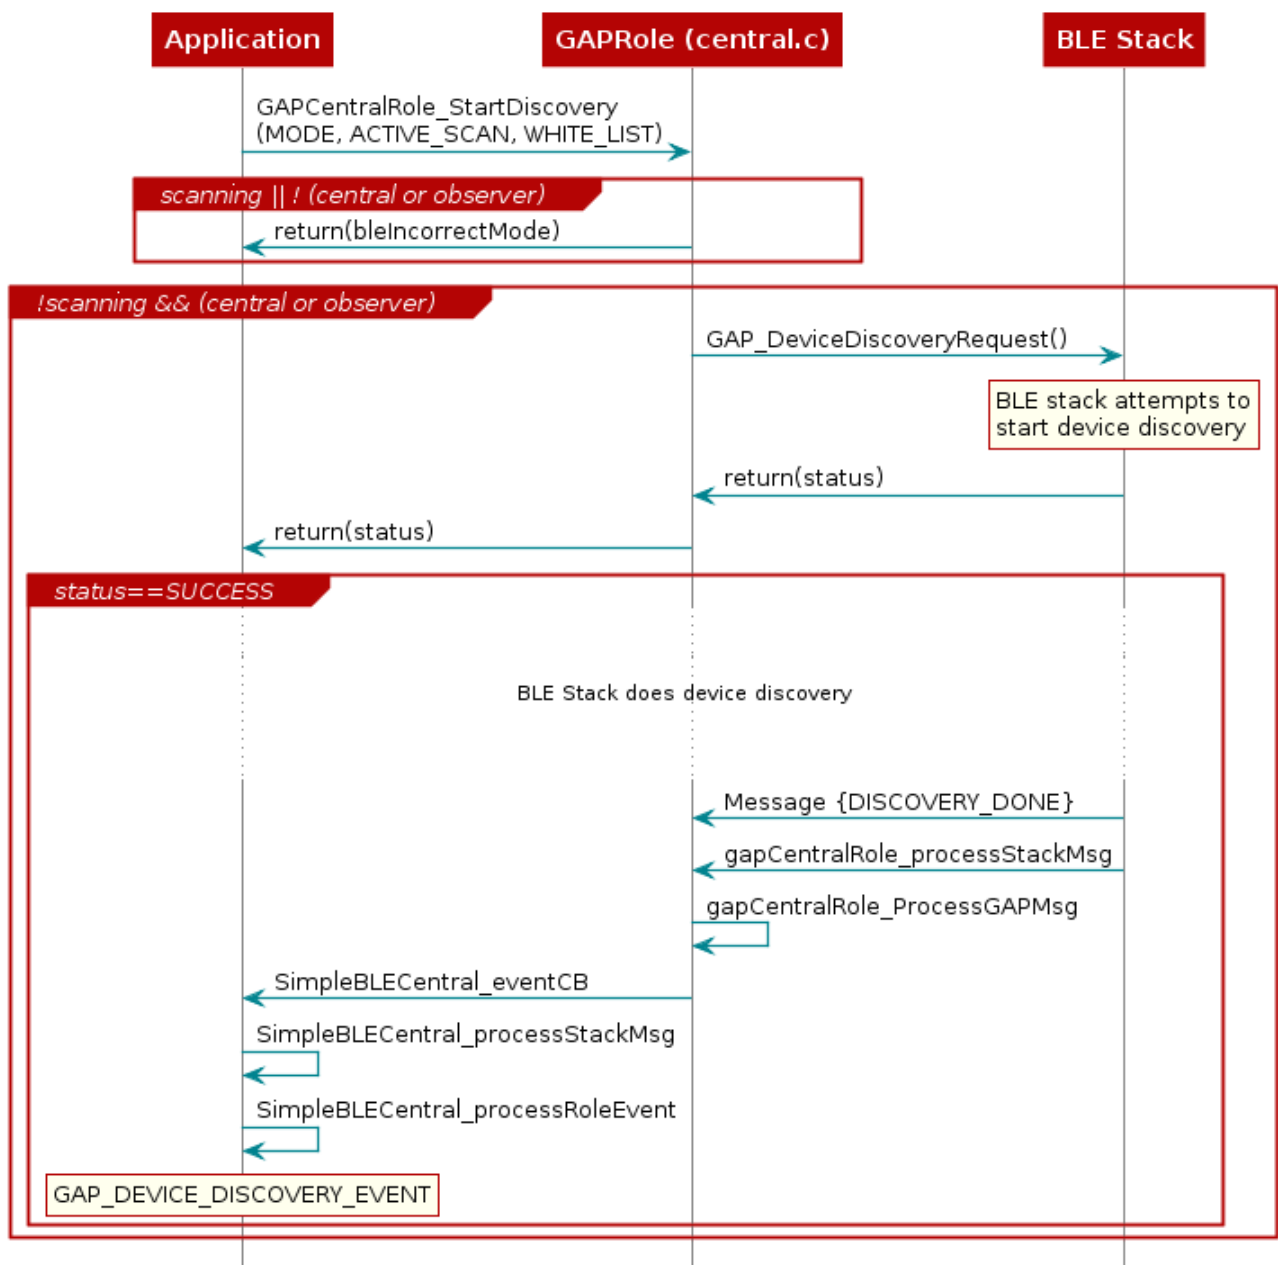 Application
GAPRole (central.c)
BLE Stack
GAPCentralRole_StartDiscovery
(MODE, ACTIVE_SCAN, WHITE_LIST)
scanning || ! (central or observer)
return(bleIncorrectMode)
!scanning && (central or observer)
GAP_DeviceDiscoveryRequest()
BLE stack attempts to
start device discovery
return(status)
return(status)
status==SUCCESS
BLE Stack does device discovery
Message {DISCOVERY_DONE}
gapCentralRole_processStackMsg
gapCentralRole_ProcessGAPMsg
SimpleBLECentral_eventCB
SimpleBLECentral_processStackMsg
SimpleBLECentral_processRoleEvent
GAP_DEVICE_DISCOVERY_EVENT